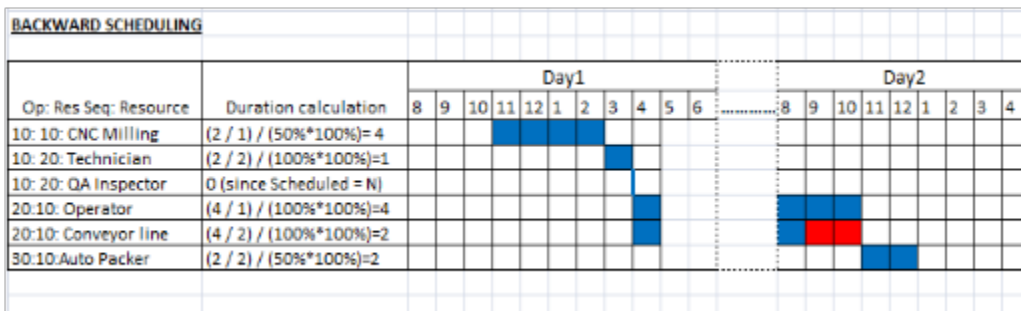 BACKWARD SCHEDULING
Day1 Day2
Op: Res Seq: Resource Duration calculation 8 9 10 11 12 1 2 3 4 5 6 ............... 8 9 10 11 12 1 2 3 4
10: 10: CNC Milling (2 / 1) / (50%*100%)= 4
10: 20: Technician (2 / 2) / (100%*100%)=1
10: 20: QA Inspector 0 (since Scheduled = N)
20:10: Operator (4 / 1) / (100%*100%)=4
20:10: Conveyor line (4 / 2) / (100%*100%)=2
30:10:Auto Packer (2 / 2) / (50%*100%)=2